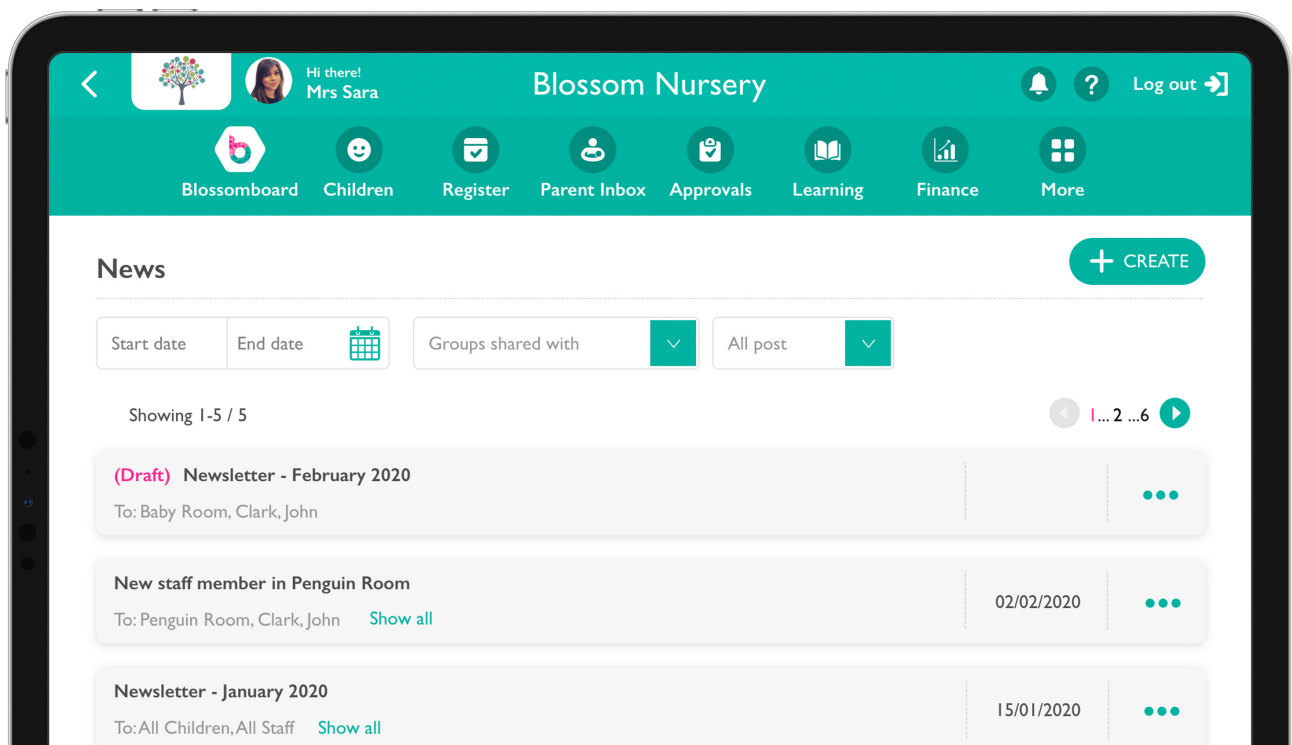 Hi there!
Mrs Sara
Blossom Nursery
?
Log out
b
Blossomboard
Children
Register
Parent Inbox
Approvals
Learning
Finance
More
News
+ CREATE
Start date
End date
Groups shared with
All post
Showing 1-5 / 5
1... 2 ...6
(Draft) Newsletter - February 2020
To: Baby Room, Clark, John
New staff member in Penguin Room
To: Penguin Room, Clark, John Show all
02/02/2020
Newsletter - January 2020
To: All Children, All Staff Show all
15/01/2020